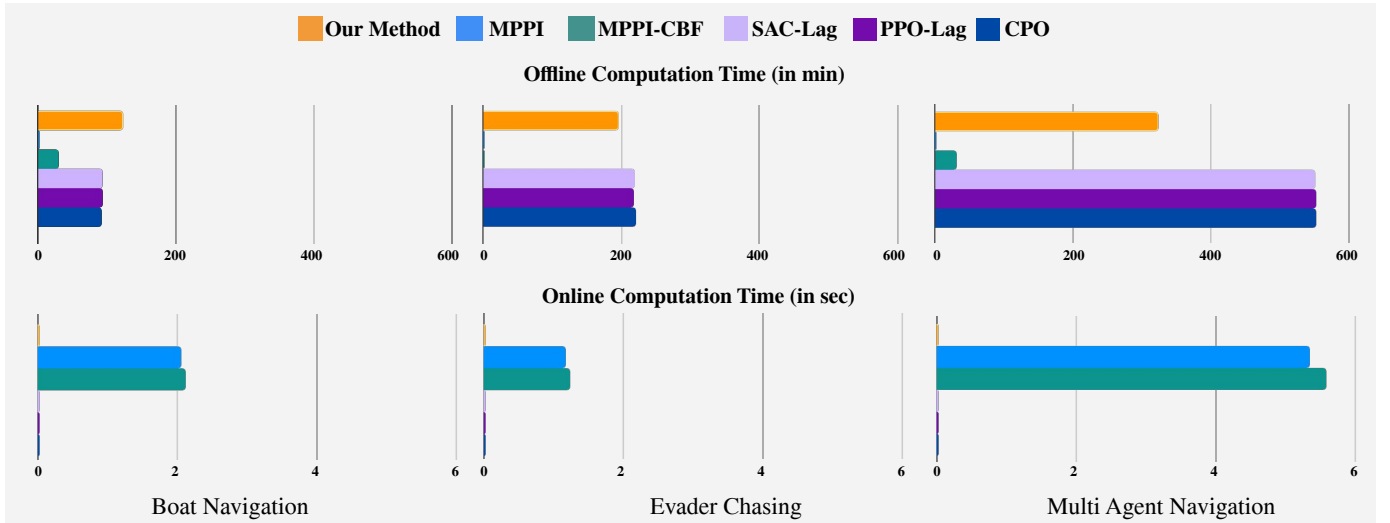 Our Method MPPI MPPI-CBF SAC-Lag PPO-Lag CPO
Offline Computation Time (in min)
0 200 400 600 0 200 400 600 0 200 400 600
Online Computation Time (in sec)
0 2 4 6 0 2 4 6 0 2 4 6
Boat Navigation Evader Chasing Multi Agent Navigation